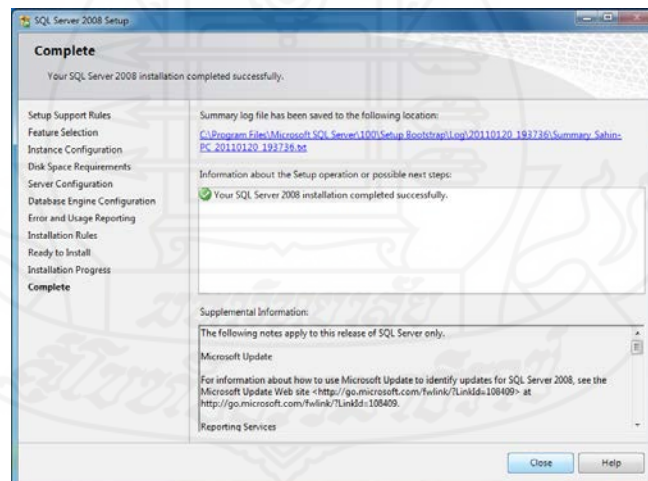 SQL Server 2008 Setup
Complete
Your SQL Server 2008 installation completed successfully.
Setup Support Rules
Feature Selection
Instance Configuration
Disk Space Requirements
Server Configuration
Database Engine Configuration
Error and Usage Reporting
Installation Rules
Ready to Install
Installation Progress
Complete
Summary log file has been saved to the following location:
C:\Program Files\Microsoft SQL Server\100\Setup Bootstrap\Log\20110120_193736\Summary_Sahin-
PC_20110120_193736.txt
Information about the Setup operation or possible next steps:
Your SQL Server 2008 installation completed successfully.
Supplemental Information:
The following notes apply to this release of SQL Server only.
Microsoft Update
For information about how to use Microsoft Update to identify updates for SQL Server 2008, see the
Microsoft Update Web site <http://go.microsoft.com/fwlink/?LinkId=108409> at
http://go.microsoft.com/fwlink/?LinkId=108409.
Reporting Services
Close
Help